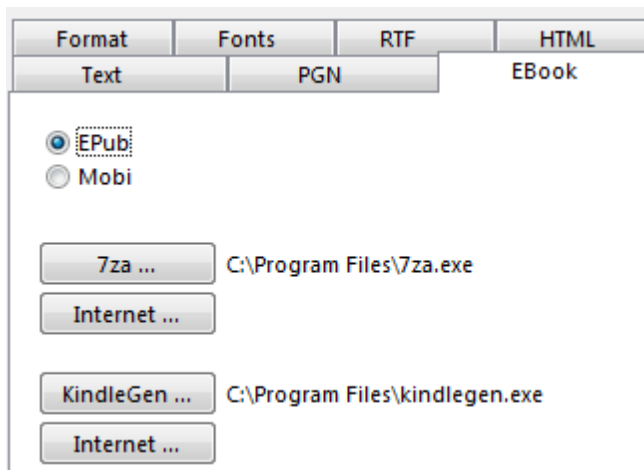 Format Fonts RTF HTML
Text PGN EBook
EPub
Mobi
7za ... C:\Program Files\7za.exe
Internet ...
KindleGen ... C:\Program Files\kindlegen.exe
Internet ...